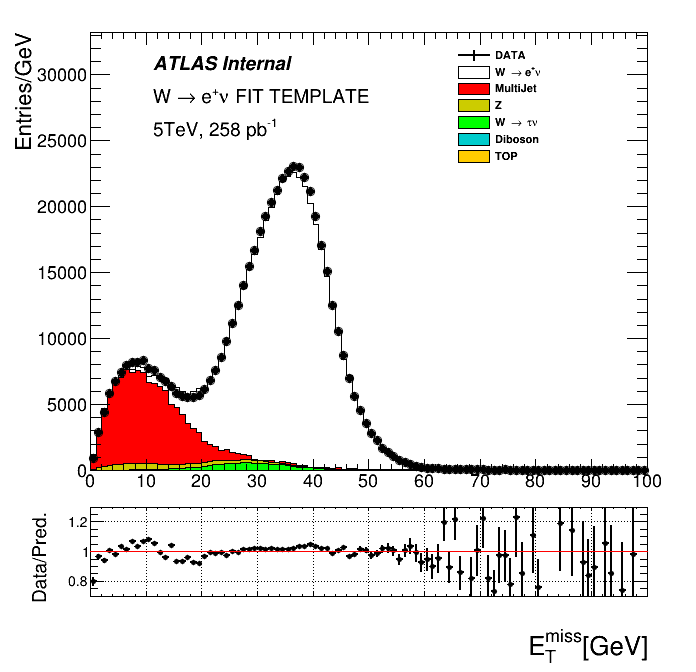 Entries/GeV
30000
25000
20000
15000
10000
5000
0
ATLAS Internal
W → e⁺ν FIT TEMPLATE
5TeV, 258 pb⁻¹
DATA
W → e⁺ν
MultiJet
Z
W → τν
Diboson
TOP
0 10 20 30 40 50 60 70 80 90 100
Data/Pred.
1.2
1
0.8
E_T^miss[GeV]